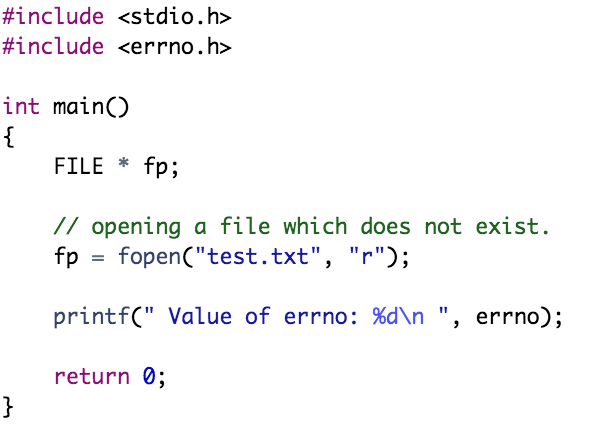 #include <stdio.h>
#include <errno.h>
int main()
{
    FILE * fp;
    // opening a file which does not exist.
    fp = fopen("test.txt", "r");
    printf(" Value of errno: %d\n ", errno);
    return 0;
}